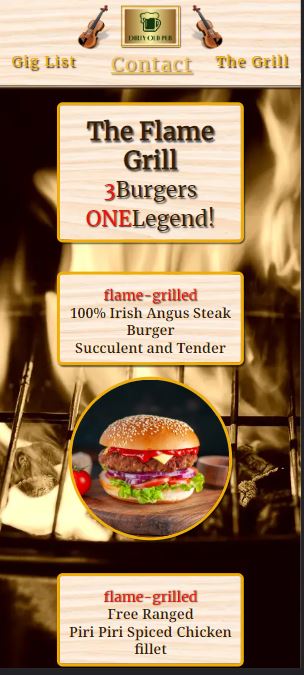 DIRTY OLD PUB
Gig List
Contact
The Grill
The Flame
Grill
3Burgers
ONELegend!
flame-grilled
100% Irish Angus Steak
Burger
Succulent and Tender
flame-grilled
Free Ranged
Piri Piri Spiced Chicken
fillet